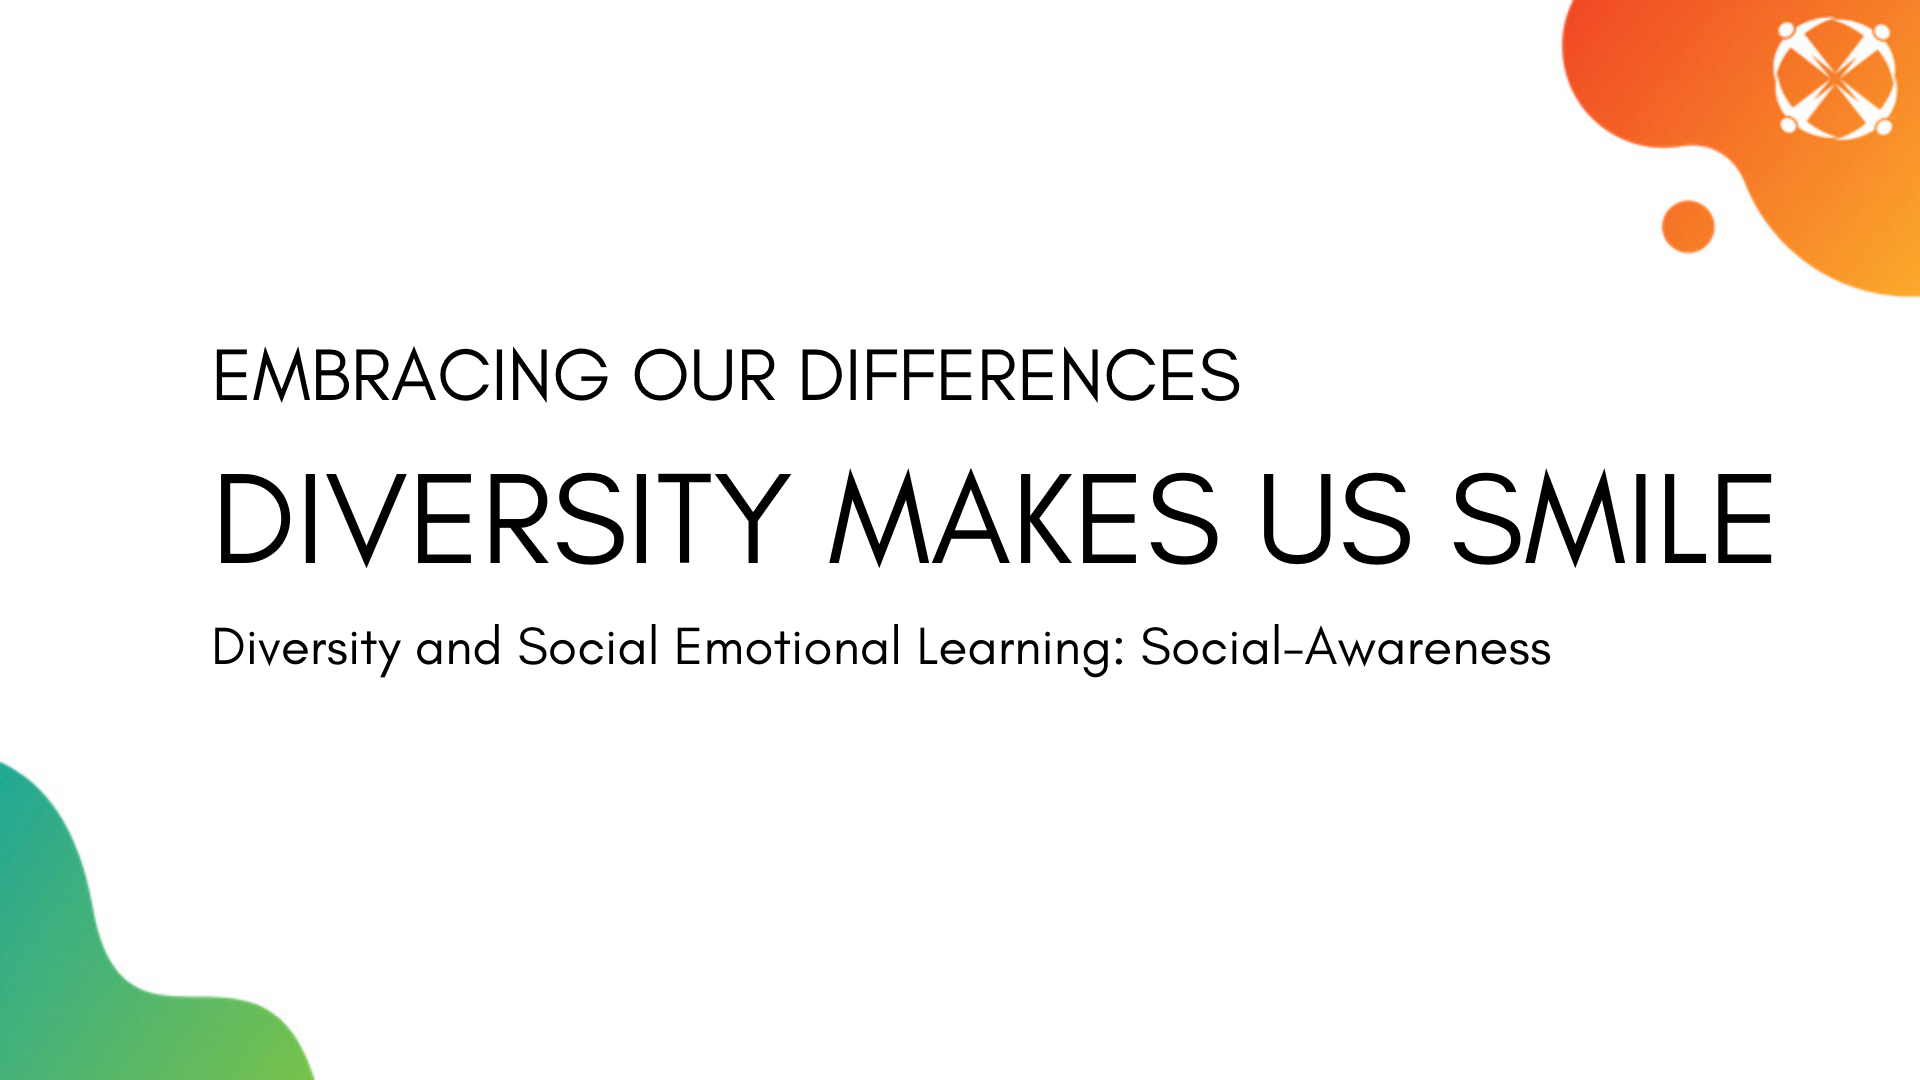 EMBRACING OUR DIFFERENCES
DIVERSITY MAKES US SMILE
Diversity and Social Emotional Learning: Social-Awareness